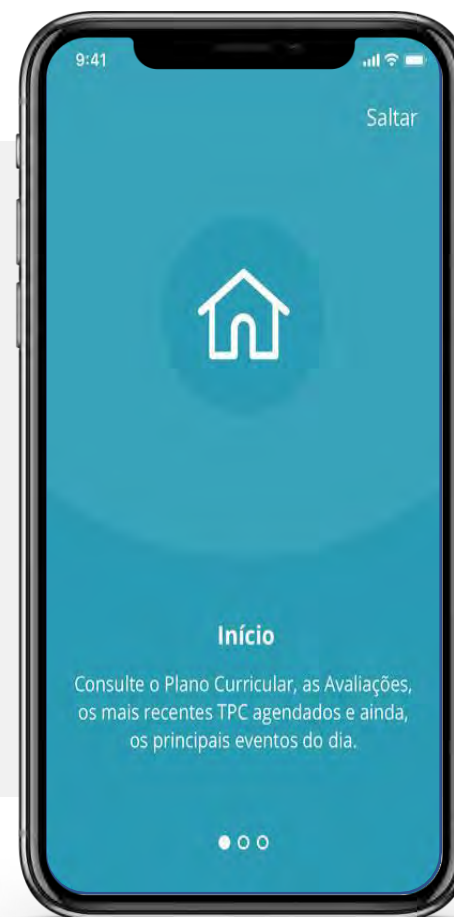 9:41
Saltar
Início
Consulte o Plano Curricular, as Avaliações,
os mais recentes TPC agendados e ainda,
os principais eventos do dia.